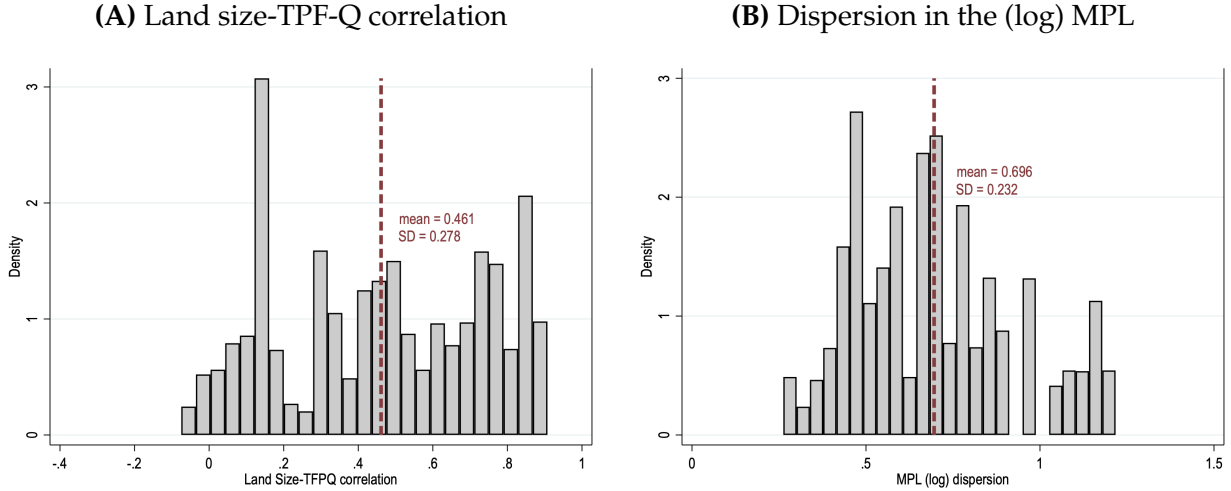 (A) Land size-TPF-Q correlation
3
2
1
0
Density
mean = 0.461
SD = 0.278
-.4
-.2
0
.2
.4
.6
.8
1
Land Size-TFPQ correlation
(B) Dispersion in the (log) MPL
3
2
1
0
Density
mean = 0.696
SD = 0.232
0
.5
1
1.5
MPL (log) dispersion